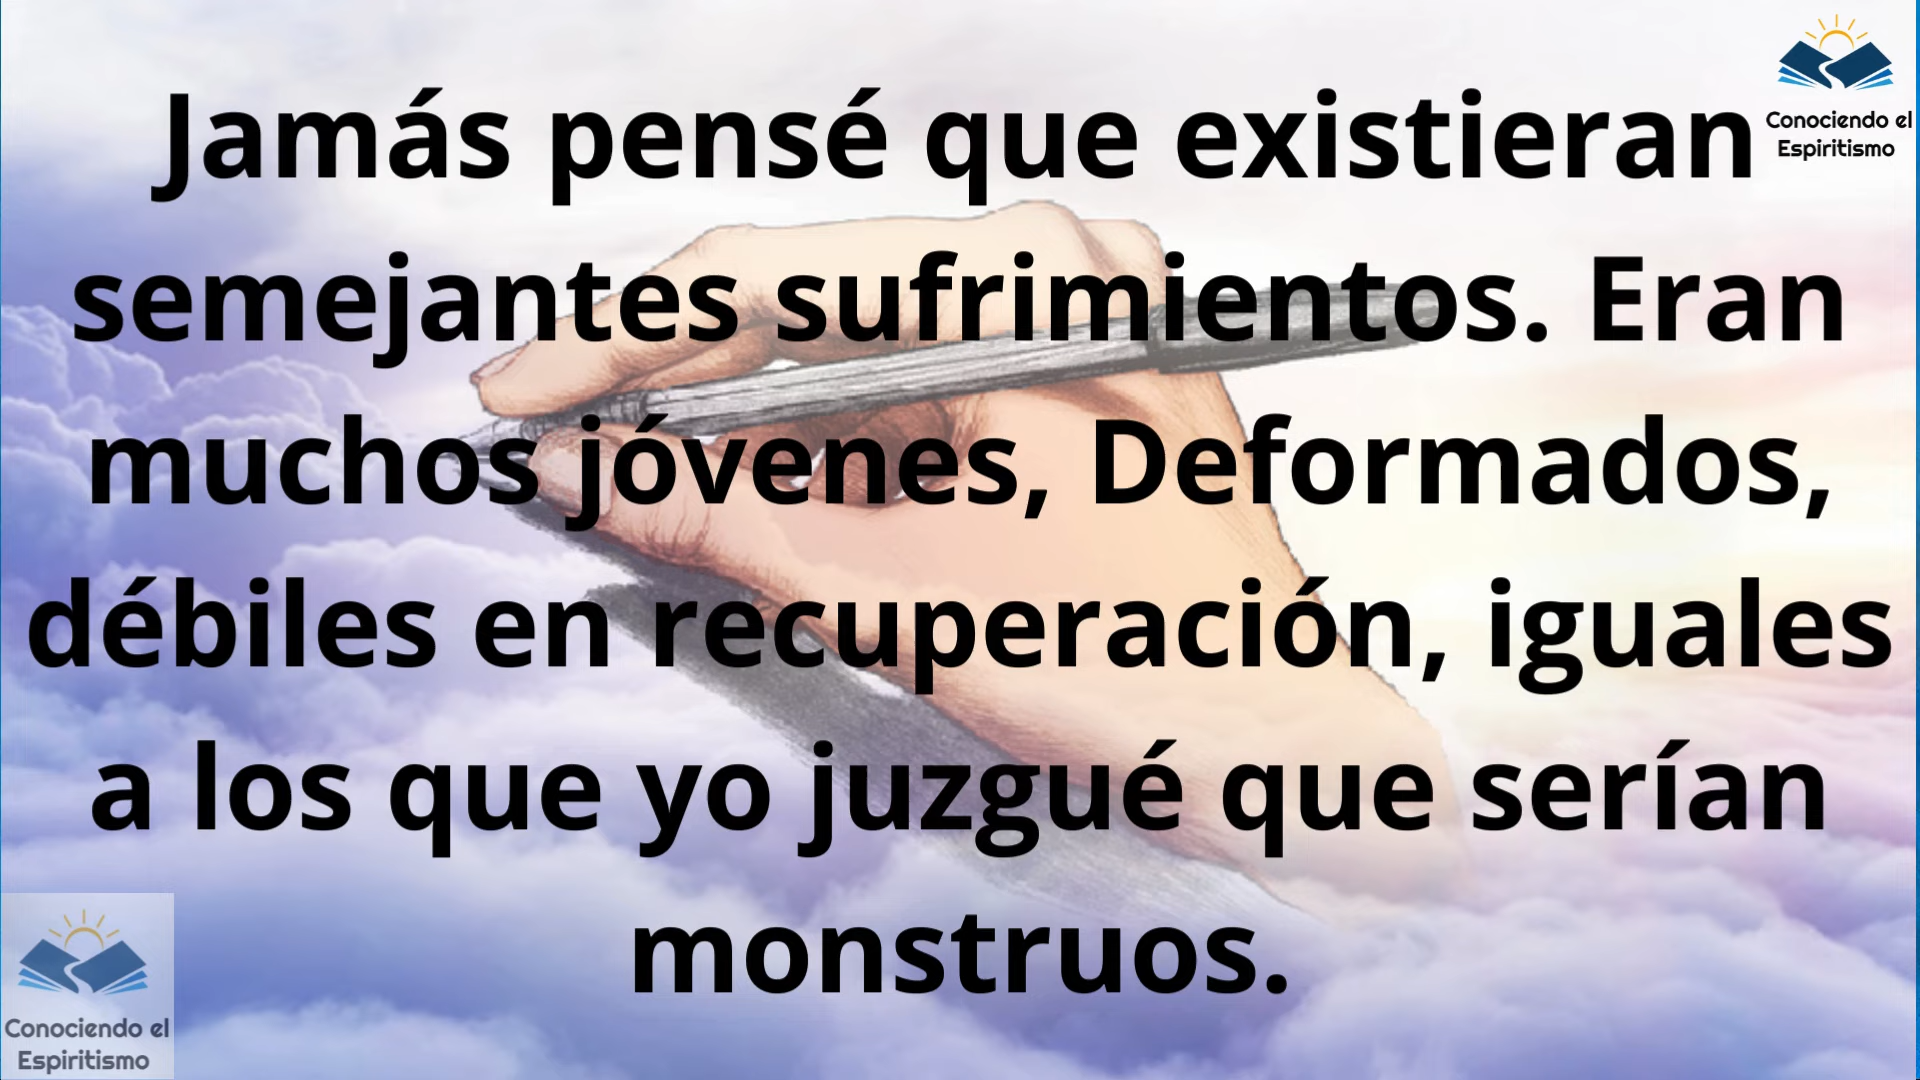 Jamás pensé que existieran
semejantes sufrimientos. Eran
muchos jóvenes, Deformados,
débiles en recuperación, iguales
a los que yo juzgué que serían
monstruos.
Conociendo el
Espiritismo
Conociendo el
Espiritismo